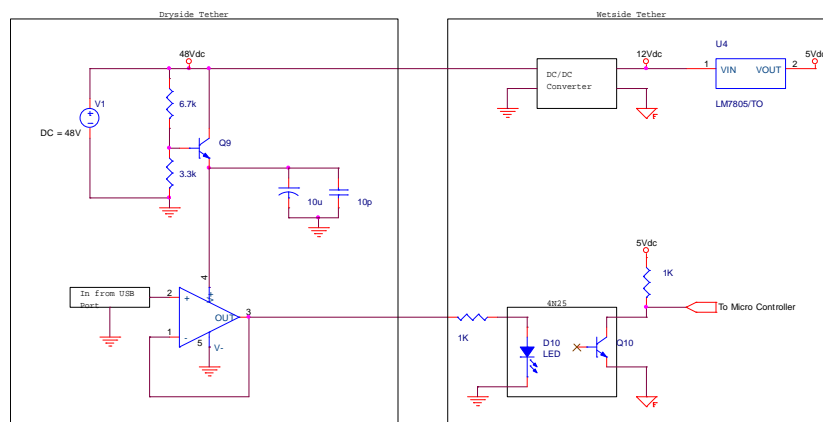 Dryside Tether
Wetside Tether
48Vdc
12Vdc
U4
5Vdc
6.7k
V1
DC = 48V
Q9
3.3k
10u
10p
DC/DC
Converter
1
VIN
VOUT
2
LM7805/TO
In from USB
Port
2
+
4
V+
OUT
3
1
-
5
V-
1K
4N25
D10
LED
Q10
5Vdc
1K
To Micro Controller
F
F